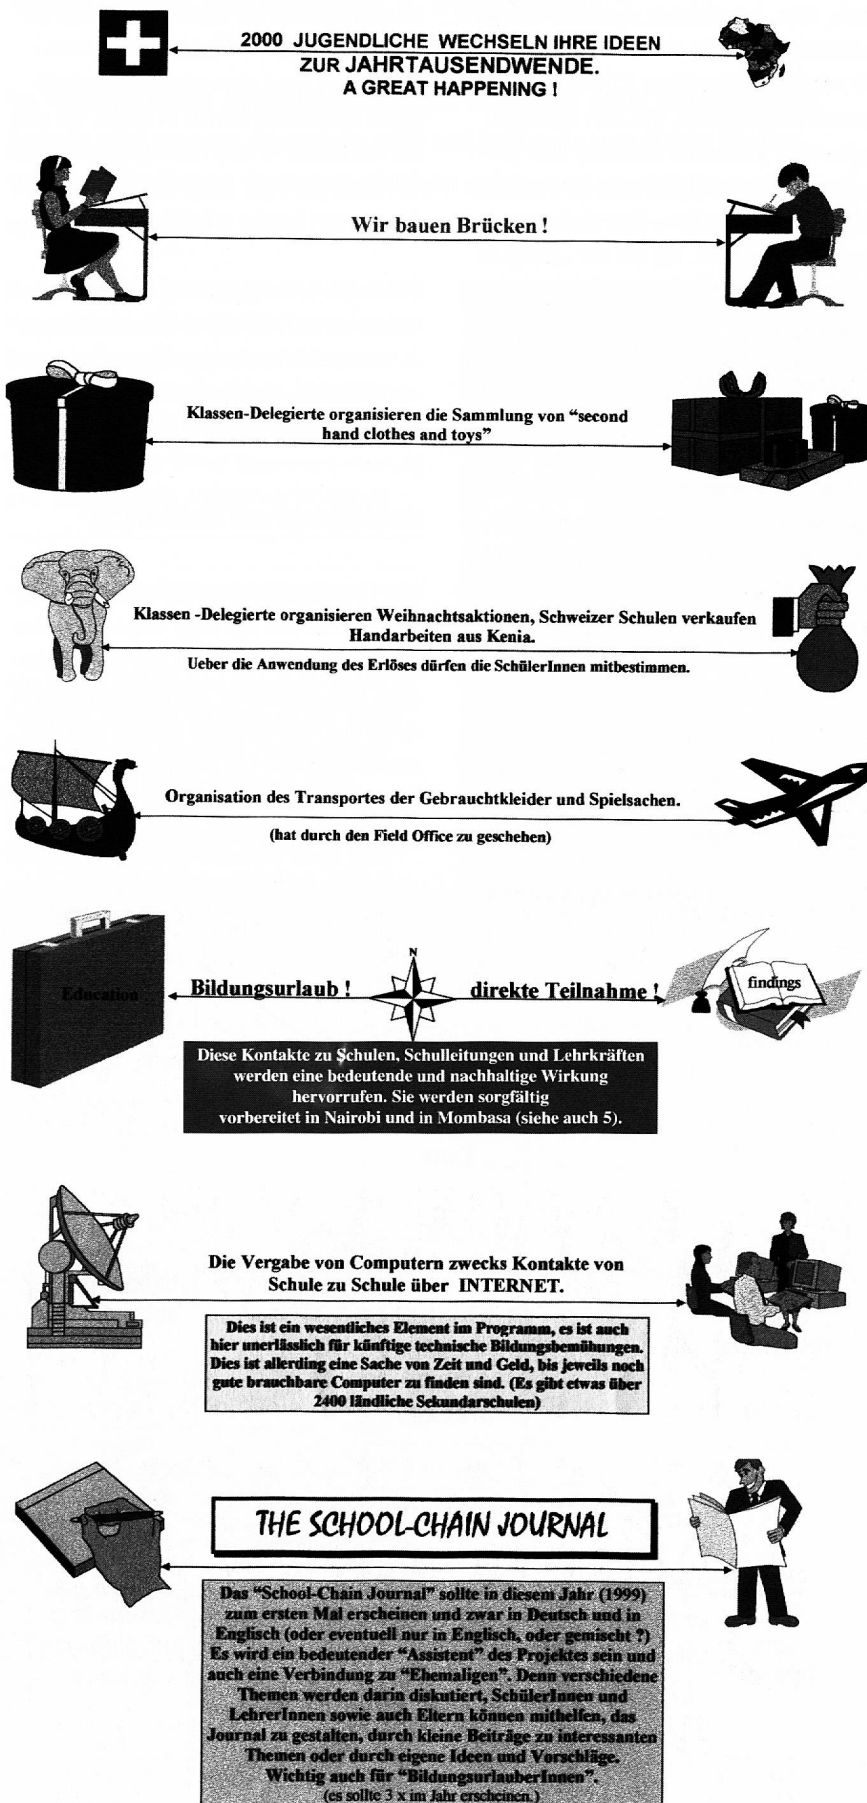 2000 JUGENDLICHE WECHSELN IHRE IDEEN
ZUR JAHRTAUSENDWENDE.
A GREAT HAPPENING !
Wir bauen Brücken !
Klassen-Delegierte organisieren die Sammlung von “second
hand clothes and toys”
Klassen -Delegierte organisieren Weihnachtsaktionen, Schweizer Schulen verkaufen
Handarbeiten aus Kenia.
Ueber die Anwendung des Erlöses dürfen die SchülerInnen mitbestimmen.
Organisation des Transportes der Gebrauchtkleider und Spielsachen.
(hat durch den Field Office zu geschehen)
Education
Bildungsurlaub !
N
direkte Teilnahme !
findings
Diese Kontakte zu Schulen, Schulleitungen und Lehrkräften
werden eine bedeutende und nachhaltige Wirkung
hervorrufen. Sie werden sorgfältig
vorbereitet in Nairobi und in Mombasa (siehe auch 5).
Die Vergabe von Computern zwecks Kontakte von
Schule zu Schule über INTERNET.
Dies ist ein wesentliches Element im Programm, es ist auch
hier unerlässlich für künftige technische Bildungsbemühungen.
Dies ist allerding eine Sache von Zeit und Geld, bis jeweils noch
gute brauchbare Computer zu finden sind. (Es gibt etwas über
2400 ländliche Sekundarschulen)
THE SCHOOL-CHAIN JOURNAL
Das “School-Chain Journal” sollte in diesem Jahr (1999)
zum ersten Mal erscheinen und zwar in Deutsch und in
Englisch (oder eventuell nur in Englisch, oder gemischt ?)
Es wird ein bedeutender “Assistent” des Projektes sein und
auch eine Verbindung zu “Ehemaligen”. Denn verschiedene
Themen werden darin diskutiert, SchülerInnen und
LehrerInnen sowie auch Eltern können mithelfen, das
Journal zu gestalten, durch kleine Beiträge zu interessanten
Themen oder durch eigene Ideen und Vorschläge.
Wichtig auch für “BildungsurlauberInnen”.
(es sollte 3 x im Jahr erscheinen.)